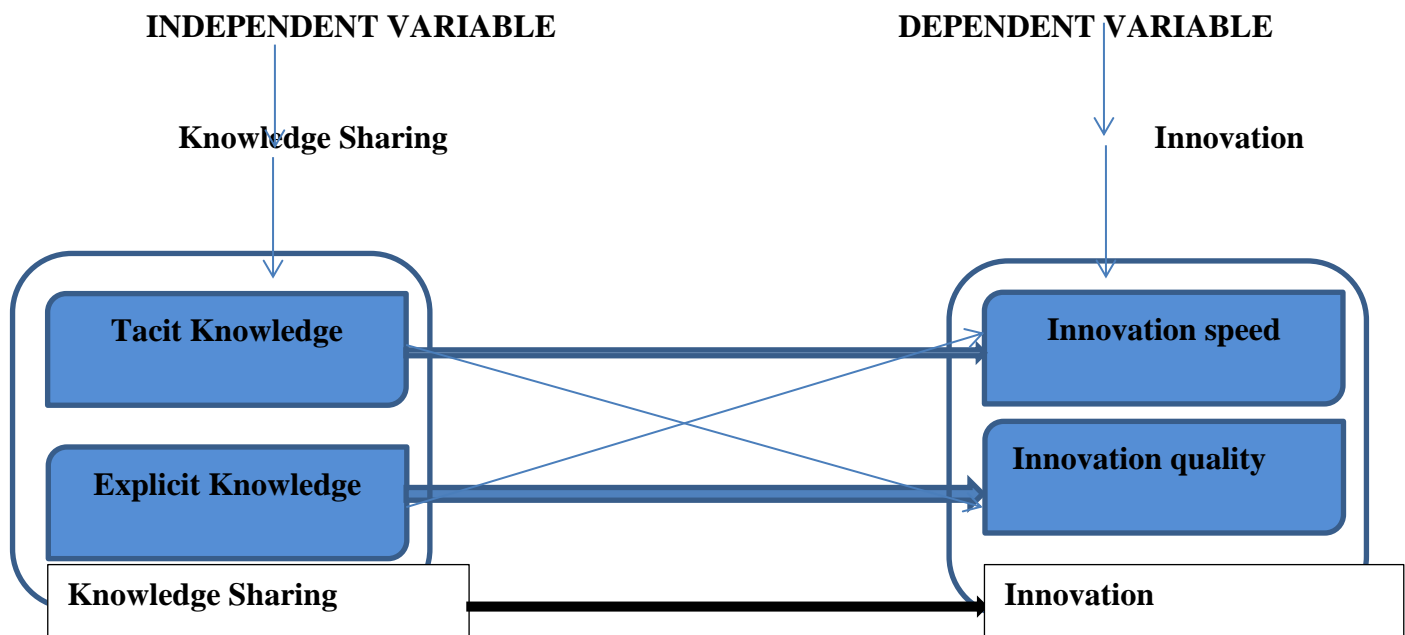 INDEPENDENT VARIABLE
DEPENDENT VARIABLE
Knowledge Sharing
Innovation
Tacit Knowledge
Innovation speed
Explicit Knowledge
Innovation quality
Knowledge Sharing
Innovation